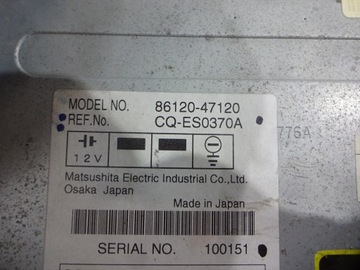 MODEL NO. 86120-47120
REF.No. CQ-ES0370A
776A
12V
Matsushita Electric Industrial Co.,Ltd.
Osaka Japan
Made in Japan
SERIAL NO. 100151